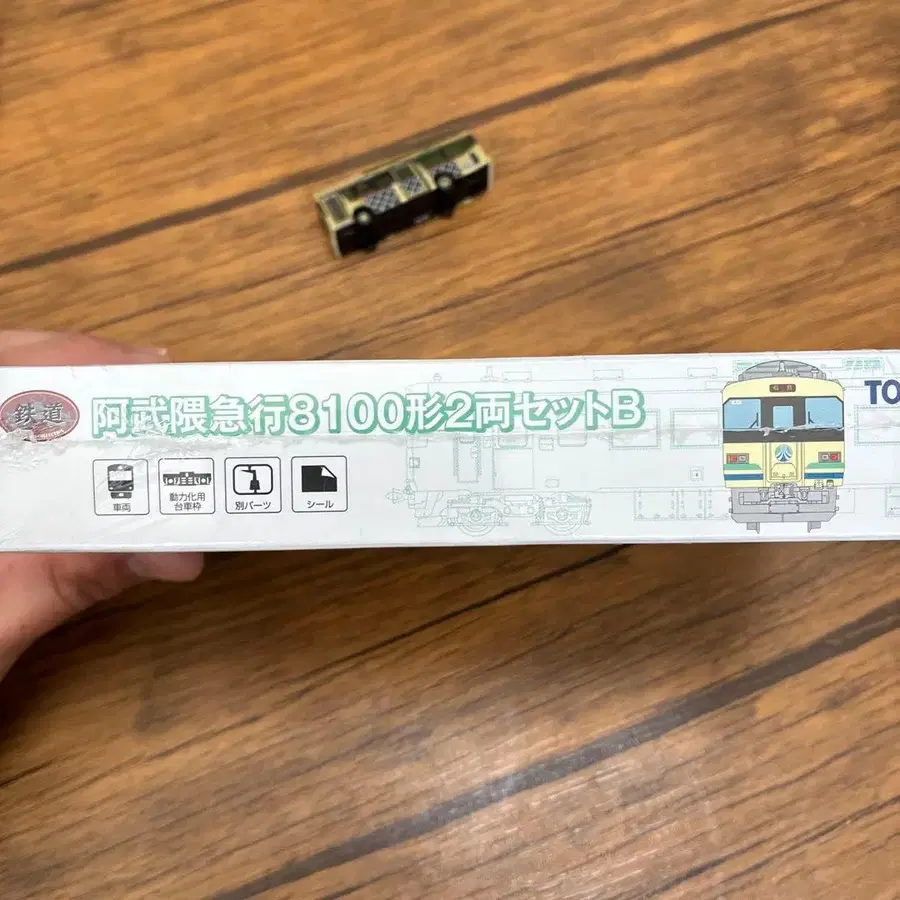 鉄道
阿武隈急行8100形2両セットB
TO
車両
動力化用
台車枠
別パーツ
シール